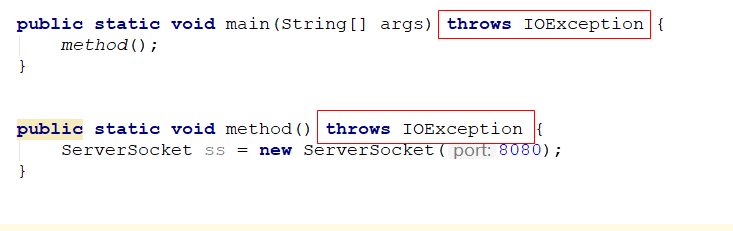 public static void main(String[] args) throws IOException {
    method();
}
public static void method() throws IOException {
    ServerSocket ss = new ServerSocket( port: 8080);
}